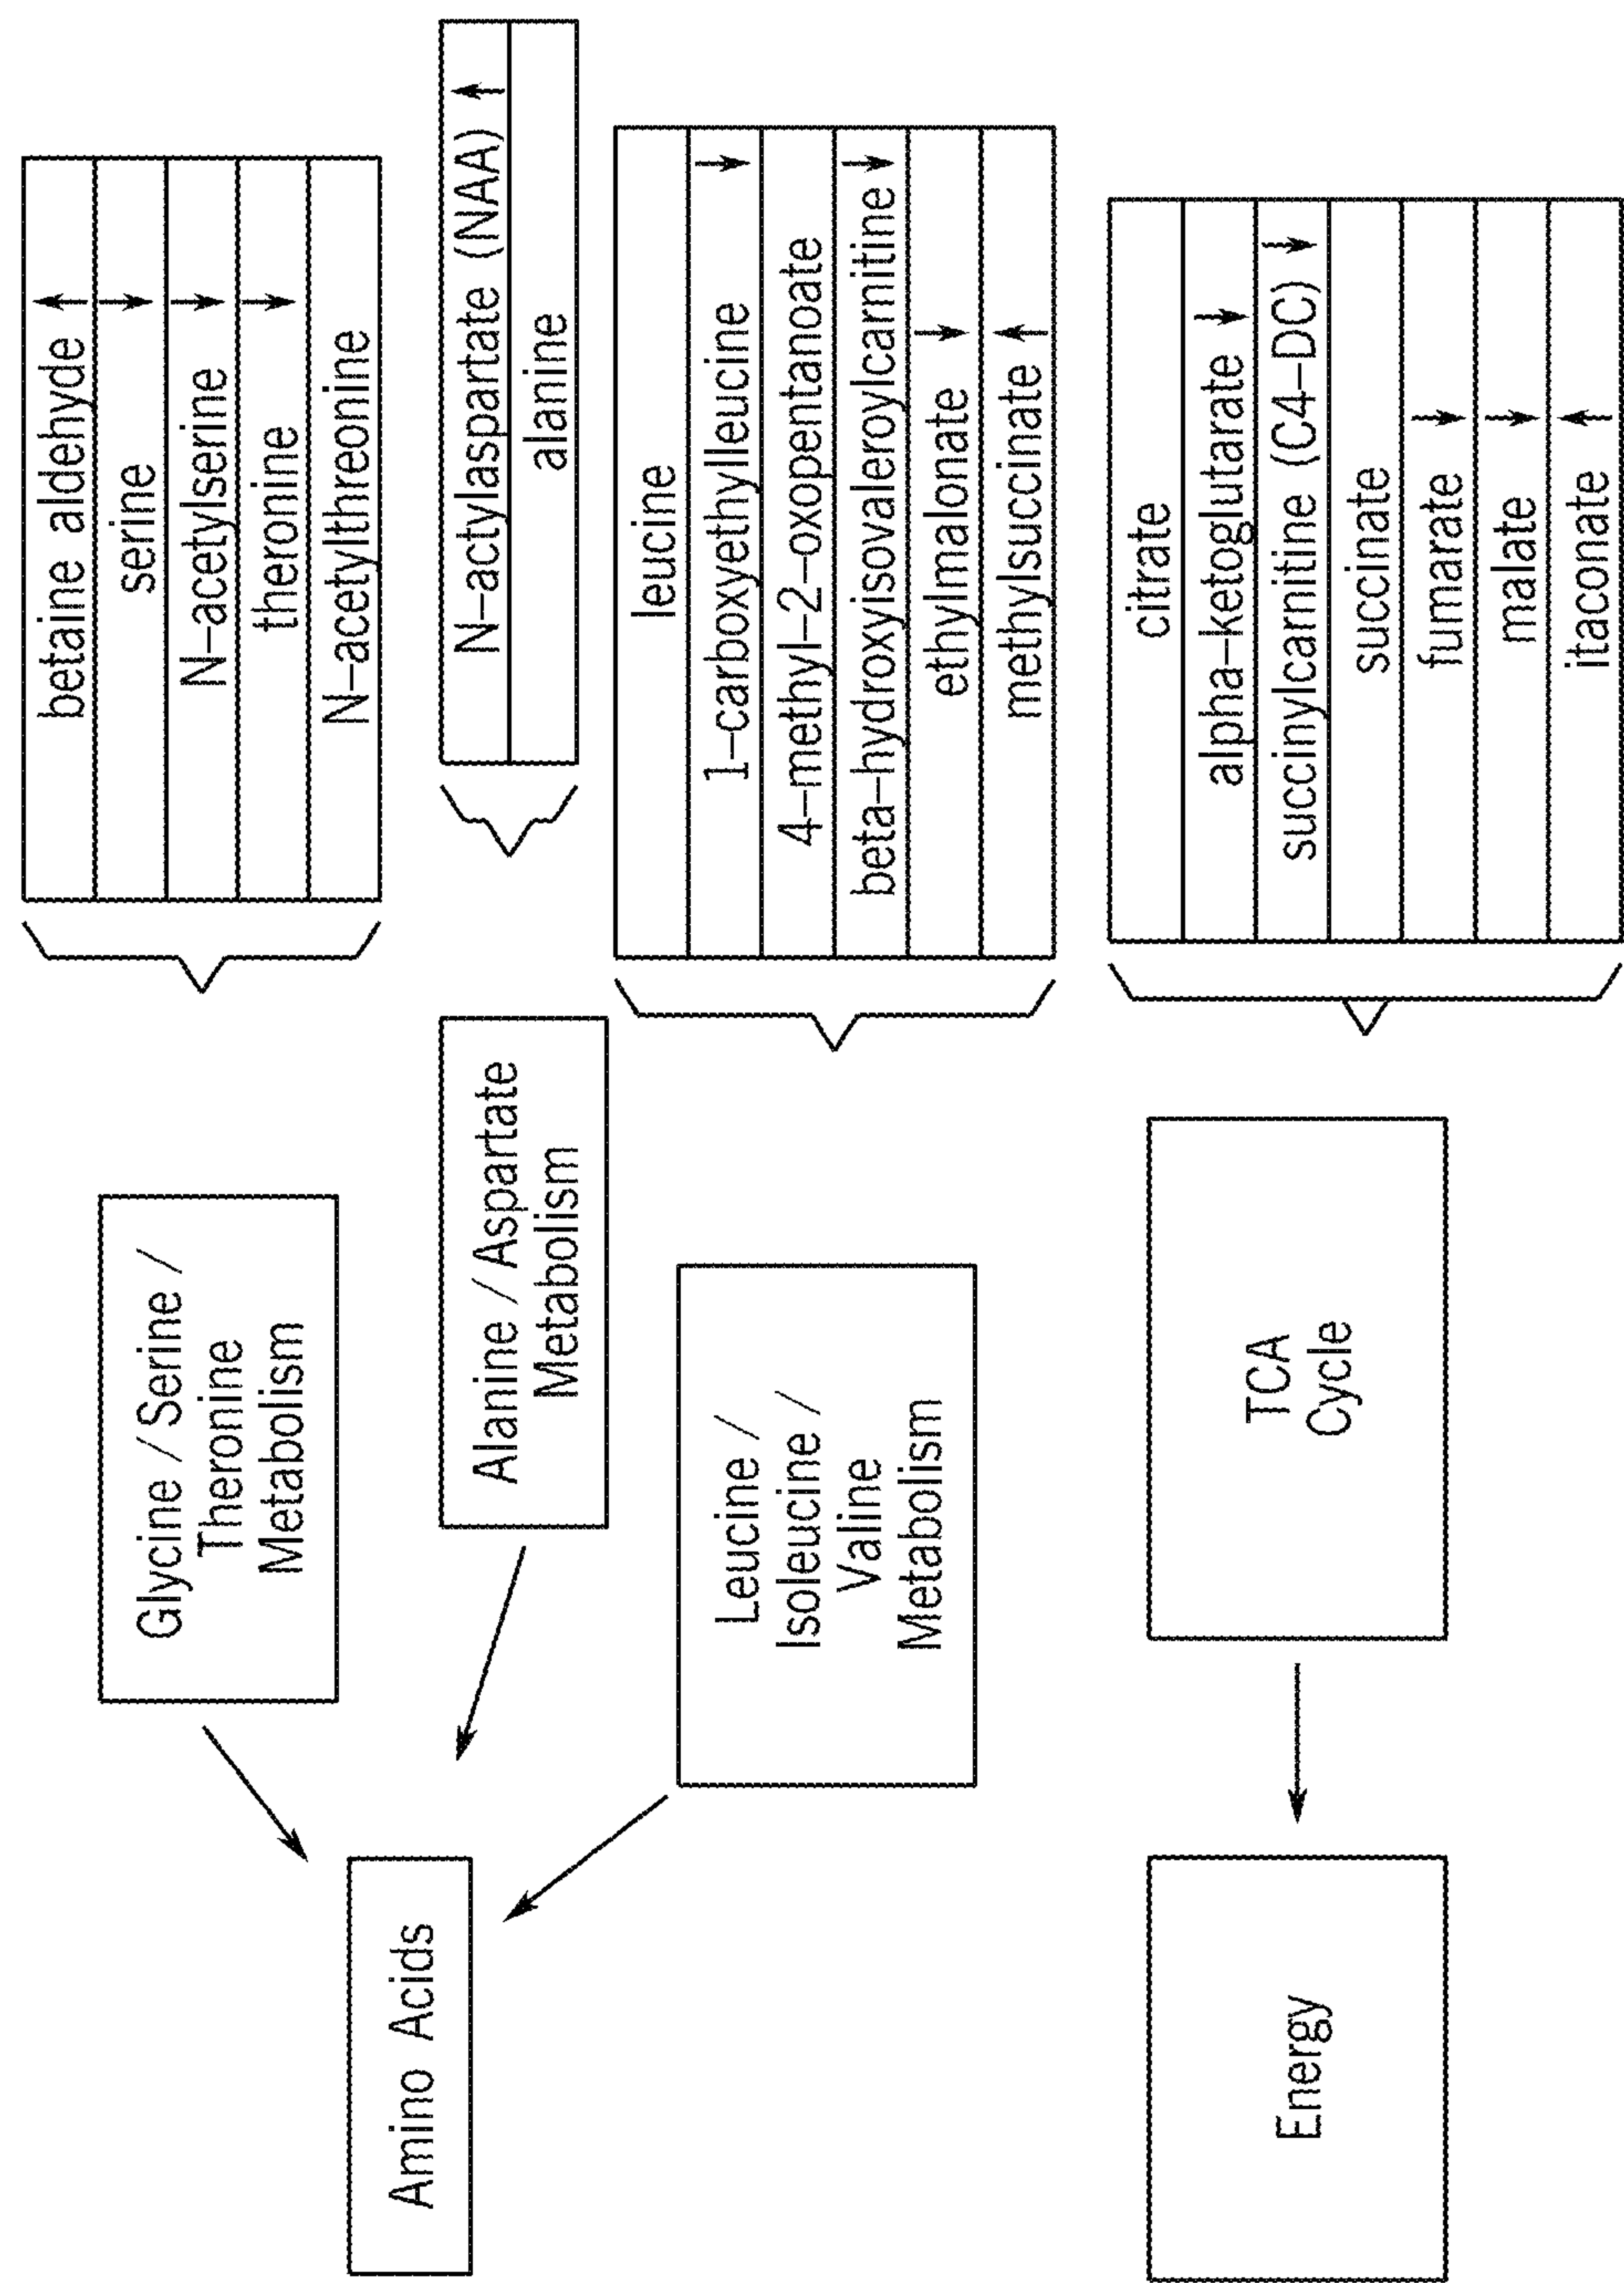 Amino Acids
Glycine / Serine /
Theronine
Metabolism
betaine aldehyde ↑
serine ↓
N–acetylserine ↓
theronine ↓
N–acetylthreonine
Alanine / Aspartate
Metabolism
N–actylaspartate (NAA) ↑
alanine
Leucine /
Isoleucine /
Valine
Metabolism
leucine
1–carboxyethylleucine ↓
4–methyl–2–oxopentanoate
beta–hydroxyisovaleroylcarnitine ↓
ethylmalonate ↓
methylsuccinate ↑
Energy
TCA
Cycle
citrate
alpha–ketoglutarate ↓
succinylcarnitine (C4–DC) ↓
succinate
fumarate ↓
malate ↓
itaconate ↑